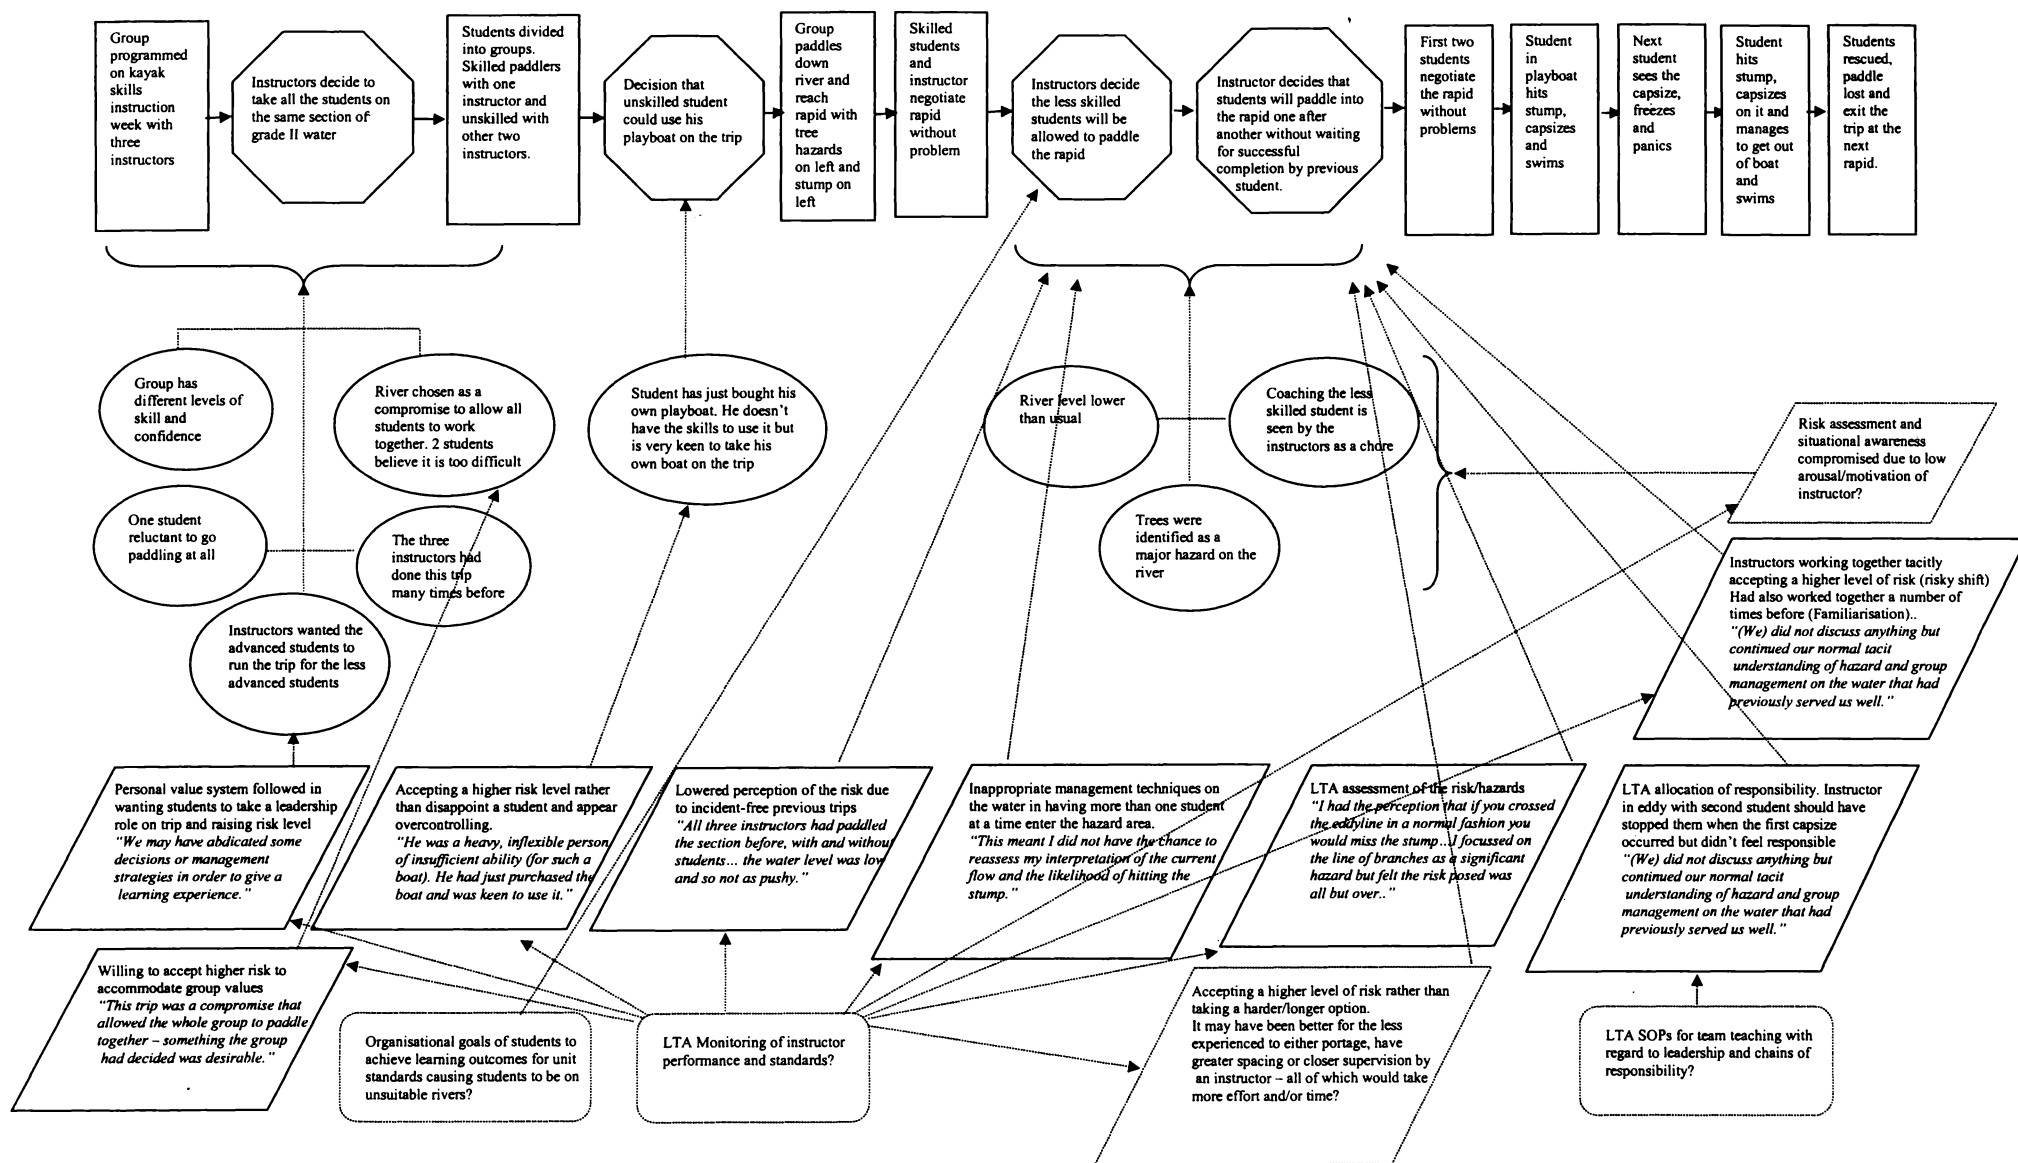 Group
programmed
on kayak
skills
instruction
week with
three
instructors
Instructors decide to
take all the students on
the same section of
grade II water
Students divided
into groups.
Skilled paddlers
with one
instructor and
unskilled with
other two
instructors.
Decision that
unskilled student
could use his
playboat on the trip
Group
paddles
down
river and
reach
rapid with
tree
hazards
on left and
stump on
left
Skilled
students
and
instructor
negotiate
rapid
without
problem
Instructors decide
the less skilled
students will be
allowed to paddle
the rapid
Instructor decides that
students will paddle into
the rapid one after
another without waiting
for successful
completion by previous
student.
First two
students
negotiate
the rapid
without
problems
Student
in
playboat
hits
stump,
capsizes
and
swims
Next
student
sees the
capsize,
freezes
and
panics
Student
hits
stump,
capsizes
on it and
manages
to get out
of boat
and
swims
Students
rescued,
paddle
lost and
exit the
trip at the
next
rapid.
Group has
different levels of
skill and
confidence
River chosen as a
compromise to allow all
students to work
together. 2 students
believe it is too difficult
Student has just bought his
own playboat. He doesn't
have the skills to use it but
is very keen to take his
own boat on the trip
River level lower
than usual
Coaching the less
skilled student is
seen by the
instructors as a chore
Risk assessment and
situational awareness
compromised due to low
arousal/motivation of
instructor?
One student
reluctant to go
paddling at all
The three
instructors had
done this trip
many times before
Trees were
identified as a
major hazard on the
river
Instructors working together tacitly
accepting a higher level of risk (risky shift)
Had also worked together a number of
times before (Familiarisation)..
"(We) did not discuss anything but
continued our normal tacit
understanding of hazard and group
management on the water that had
previously served us well."
Instructors wanted the
advanced students to
run the trip for the less
advanced students
Personal value system followed in
wanting students to take a leadership
role on trip and raising risk level
"We may have abdicated some
decisions or management
strategies in order to give a
learning experience."
Accepting a higher risk level rather
than disappoint a student and appear
overcontrolling.
"He was a heavy, inflexible person
of insufficient ability (for such a
boat). He had just purchased the
boat and was keen to use it."
Lowered perception of the risk due
to incident-free previous trips
"All three instructors had paddled
the section before, with and without
students... the water level was low
and so not as pushy."
Inappropriate management techniques on
the water in having more than one student
at a time enter the hazard area.
"This meant I did not have the chance to
reassess my interpretation of the current
flow and the likelihood of hitting the
stump."
LTA assessment of the risk/hazards
"I had the perception that if you crossed
the eddyline in a normal fashion you
would miss the stump...I focussed on
the line of branches as a significant
hazard but felt the risk posed was
all but over.."
LTA allocation of responsibility. Instructor
in eddy with second student should have
stopped them when the first capsize
occurred but didn't feel responsible
"(We) did not discuss anything but
continued our normal tacit
understanding of hazard and group
management on the water that had
previously served us well."
Willing to accept higher risk to
accommodate group values
"This trip was a compromise that
allowed the whole group to paddle
together – something the group
had decided was desirable."
Organisational goals of students to
achieve learning outcomes for unit
standards causing students to be on
unsuitable rivers?
LTA Monitoring of instructor
performance and standards?
Accepting a higher level of risk rather than
taking a harder/longer option.
It may have been better for the less
experienced to either portage, have
greater spacing or closer supervision by
an instructor – all of which would take
more effort and/or time?
LTA SOPs for team teaching with
regard to leadership and chains of
responsibility?